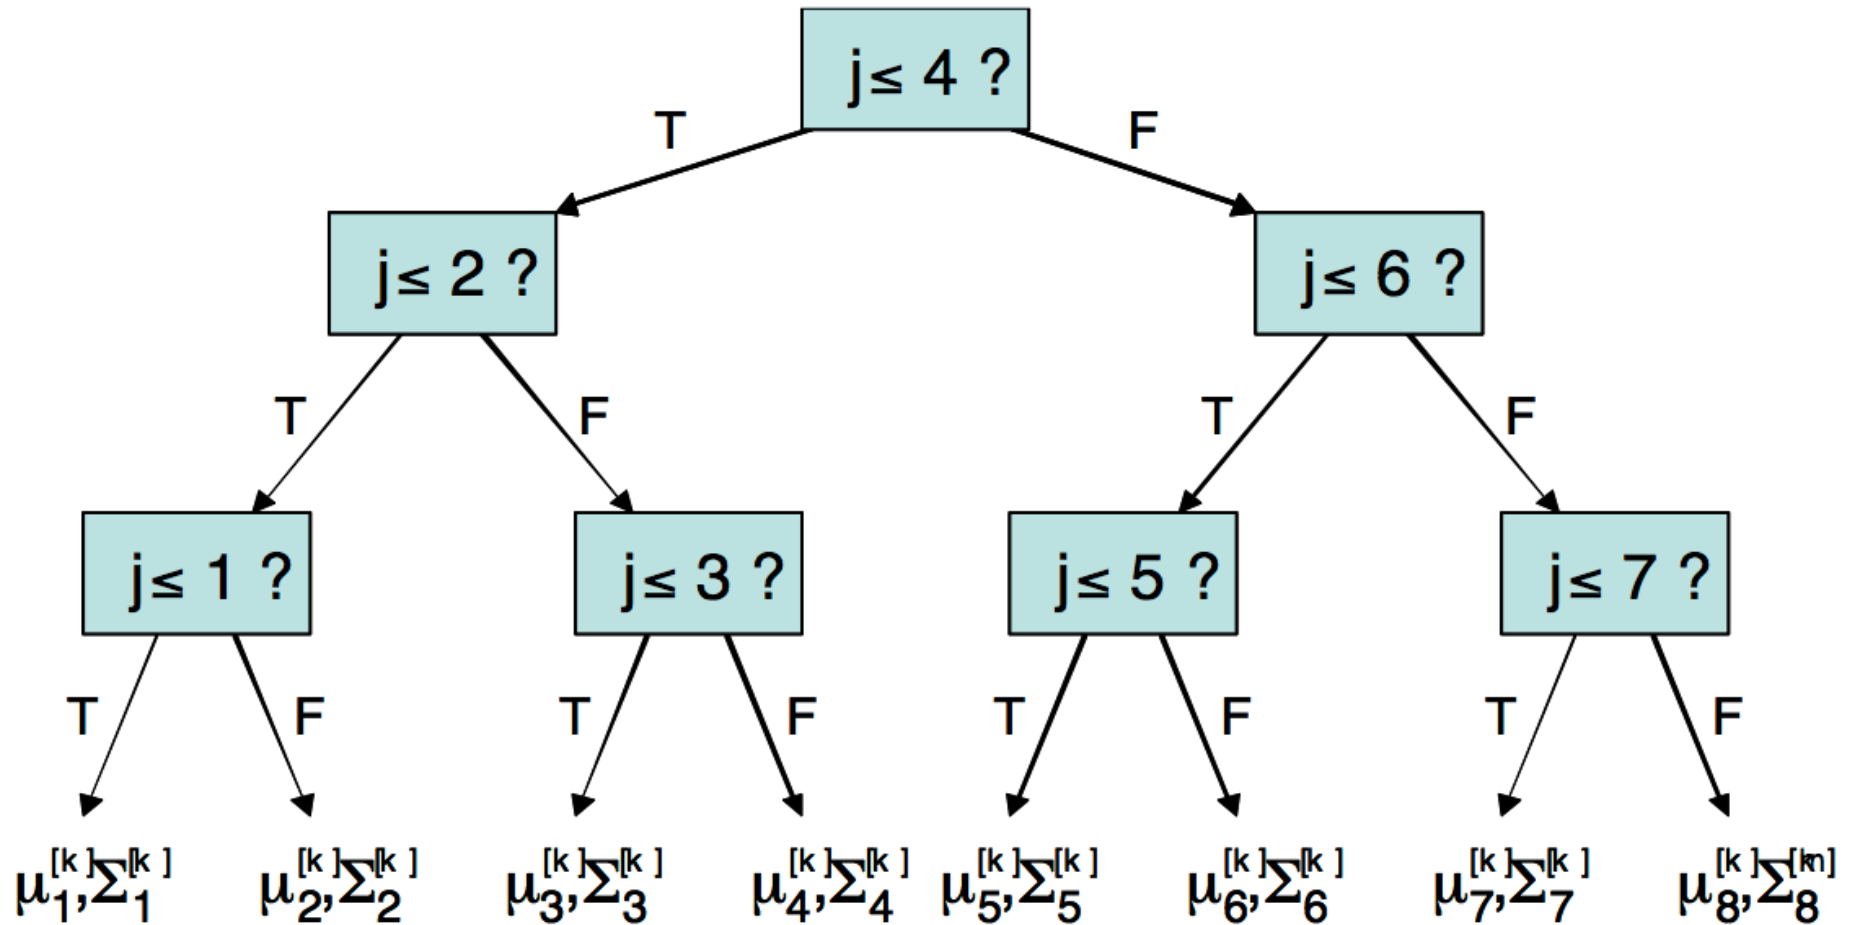 j≤ 4 ?
T F
j≤ 2 ? j≤ 6 ?
T F T F
j≤ 1 ? j≤ 3 ? j≤ 5 ? j≤ 7 ?
T F T F T F T F
μ₁[k],Σ₁[k] μ₂[k],Σ₂[k] μ₃[k],Σ₃[k] μ₄[k],Σ₄[k] μ₅[k],Σ₅[k] μ₆[k],Σ₆[k] μ₇[k],Σ₇[k] μ₈[k],Σ₈[kn]